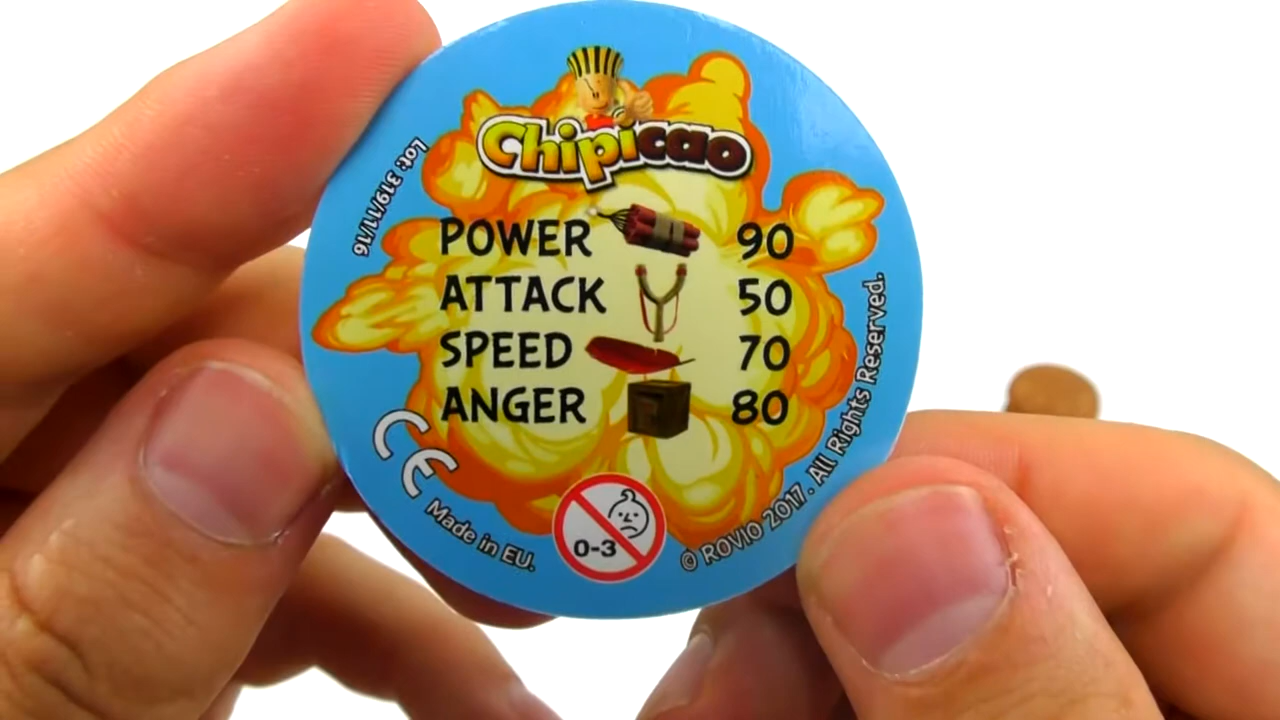 Chipicao
Lot: 319/11/16
POWER 90
ATTACK 50
SPEED 70
ANGER 80
CE
Made in EU.
0-3
© ROVIO 2017. All Rights Reserved.